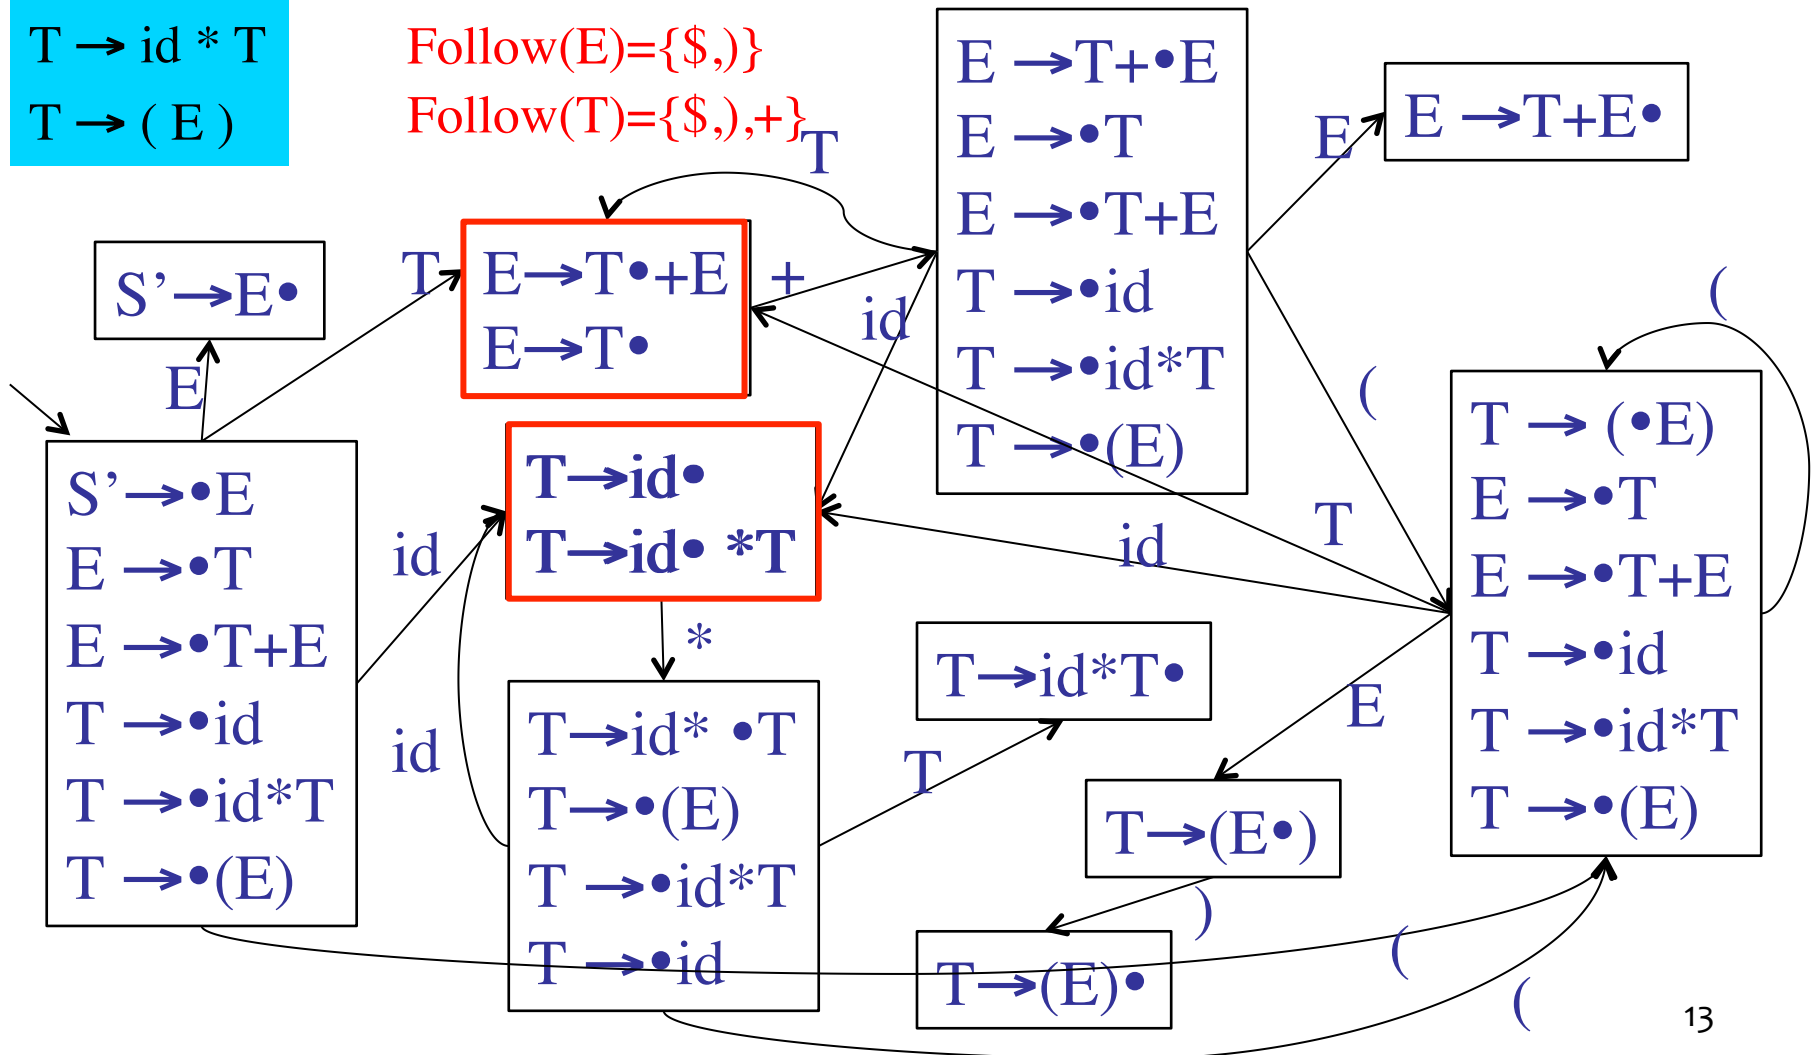 T → id * T
T → ( E )
Follow(E)={$,)}
Follow(T)={$,),+}
E → T+•E
E → •T
E → •T+E
T → •id
T → •id*T
T → •(E)
E → T+E•
S’→E•
E→T•+E
E→T•
S’→•E
E → •T
E → •T+E
T → •id
T → •id*T
T → •(E)
T→id•
T→id• *T
T→id* •T
T→•(E)
T → •id*T
T → •id
T→id*T•
T→(E•)
T→(E)•
T → (•E)
E → •T
E → •T+E
T → •id
T → •id*T
T → •(E)
E
T
T
+
id
E
(
(
id
id
*
T
id
T
E
)
(
(
13